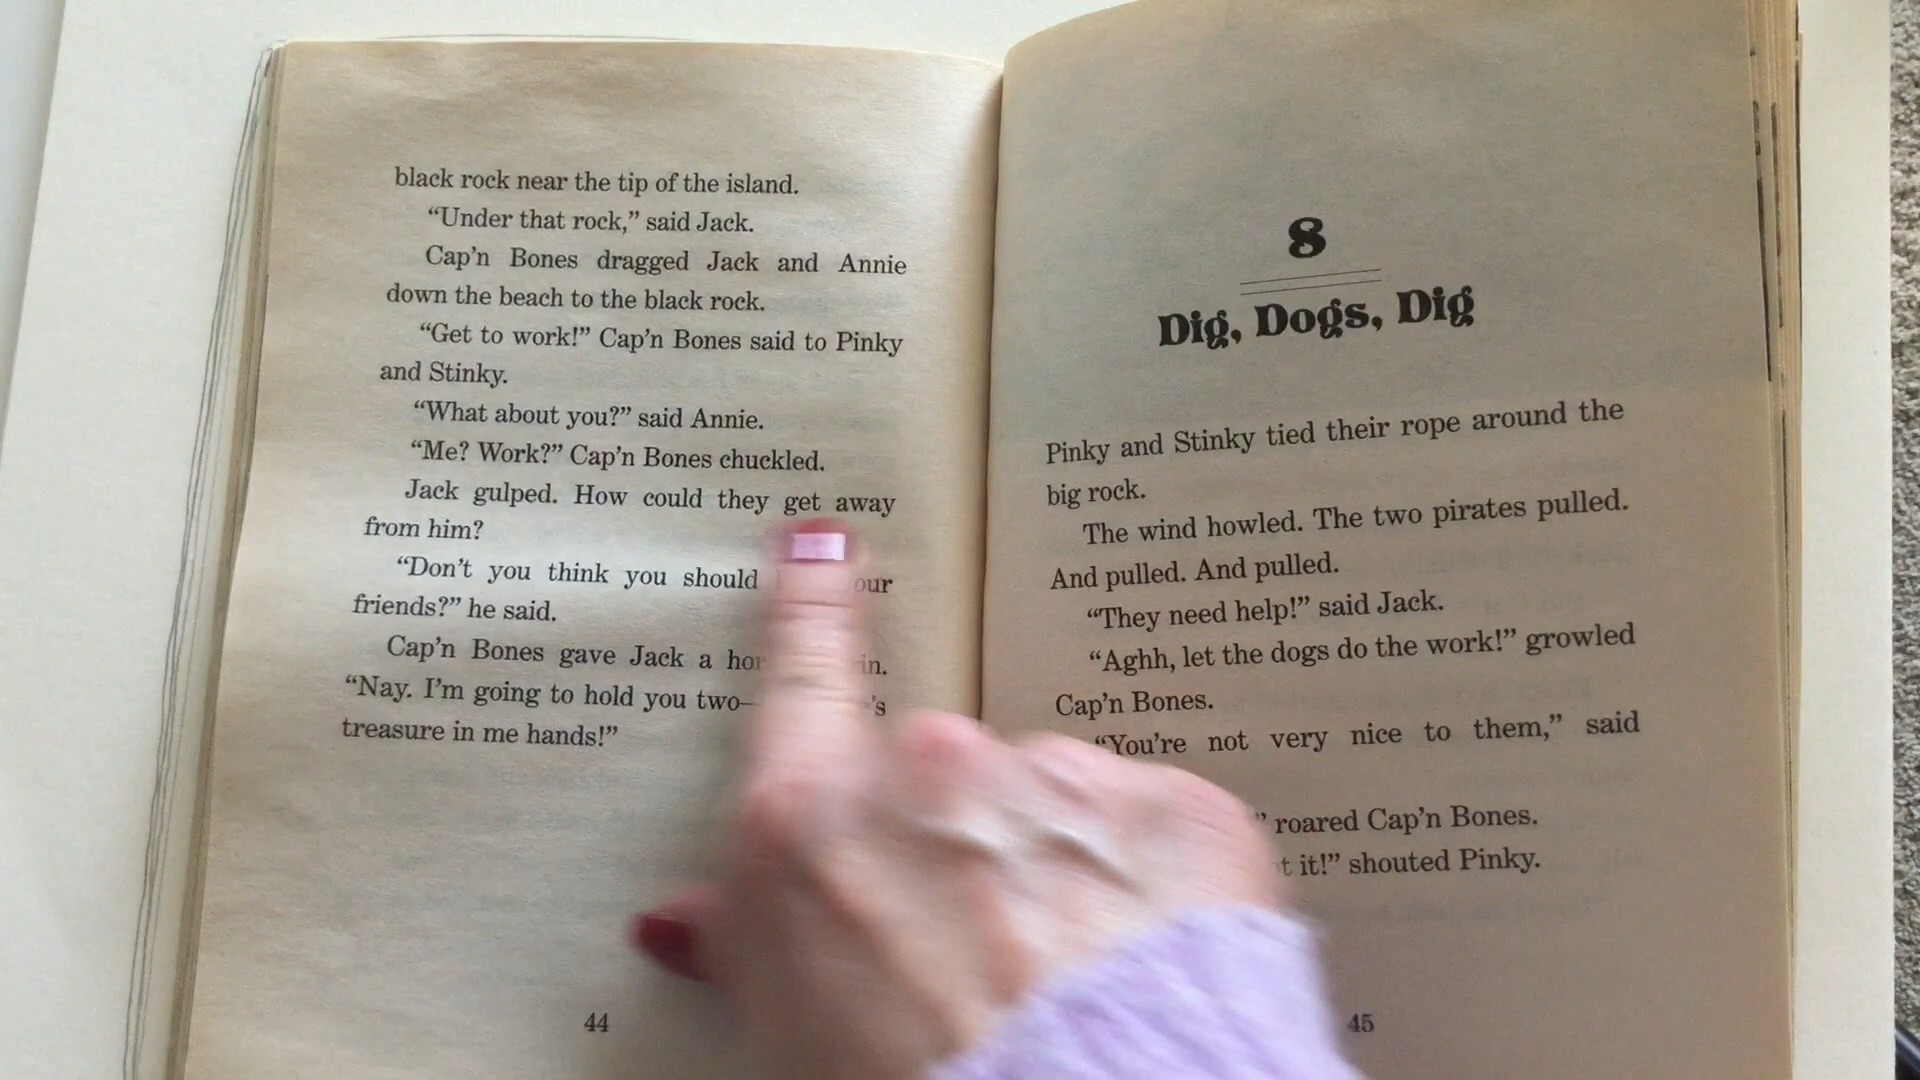 black rock near the tip of the island.
“Under that rock,” said Jack.
Cap’n Bones dragged Jack and Annie
down the beach to the black rock.
“Get to work!” Cap’n Bones said to Pinky
and Stinky.
“What about you?” said Annie.
“Me? Work?” Cap’n Bones chuckled.
Jack gulped. How could they get away
from him?
“Don’t you think you should
friends?” he said.
Cap’n Bones gave Jack a
“Nay. I’m going to hold you two—
treasure in me hands!”
44
8
Dig, Dogs, Dig
Pinky and Stinky tied their rope around the
big rock.
The wind howled. The two pirates pulled.
And pulled. And pulled.
“They need help!” said Jack.
“Aghh, let the dogs do the work!” growled
Cap’n Bones.
“You’re not very nice to them,” said
” roared Cap’n Bones.
it!” shouted Pinky.
45